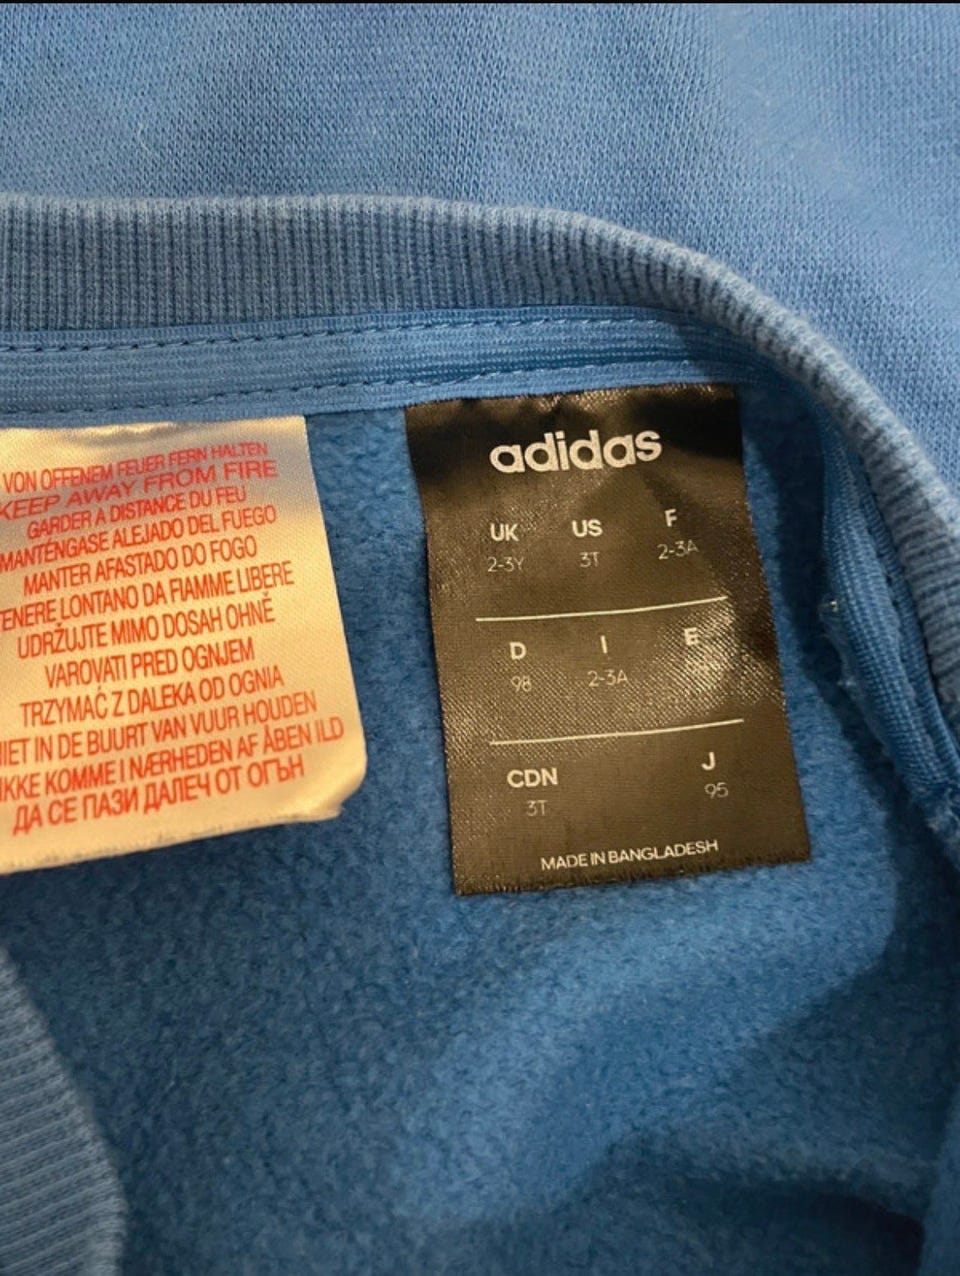 VON OFFENEM FEUER FERN HALTEN
KEEP AWAY FROM FIRE
GARDER A DISTANCE DU FEU
MANTENGASE ALEJADO DEL FUEGO
MANTER AFASTADO DO FOGO
TENERE LONTANO DA FIAMME LIBERE
UDRŽUJTE MIMO DOSAH OHNĚ
VAROVATI PRED OGNJEM
TRZYMAĆ Z DALEKA OD OGNIA
NIET IN DE BUURT VAN VUUR HOUDEN
IKKE KOMME I NÆRHEDEN AF ÅBEN ILD
ДА СЕ ПАЗИ ДАЛЕЧ ОТ ОГЪН
adidas
UK US F
2-3Y 3T 2-3A
D I E
98 2-3A
CDN J
3T 95
MADE IN BANGLADESH